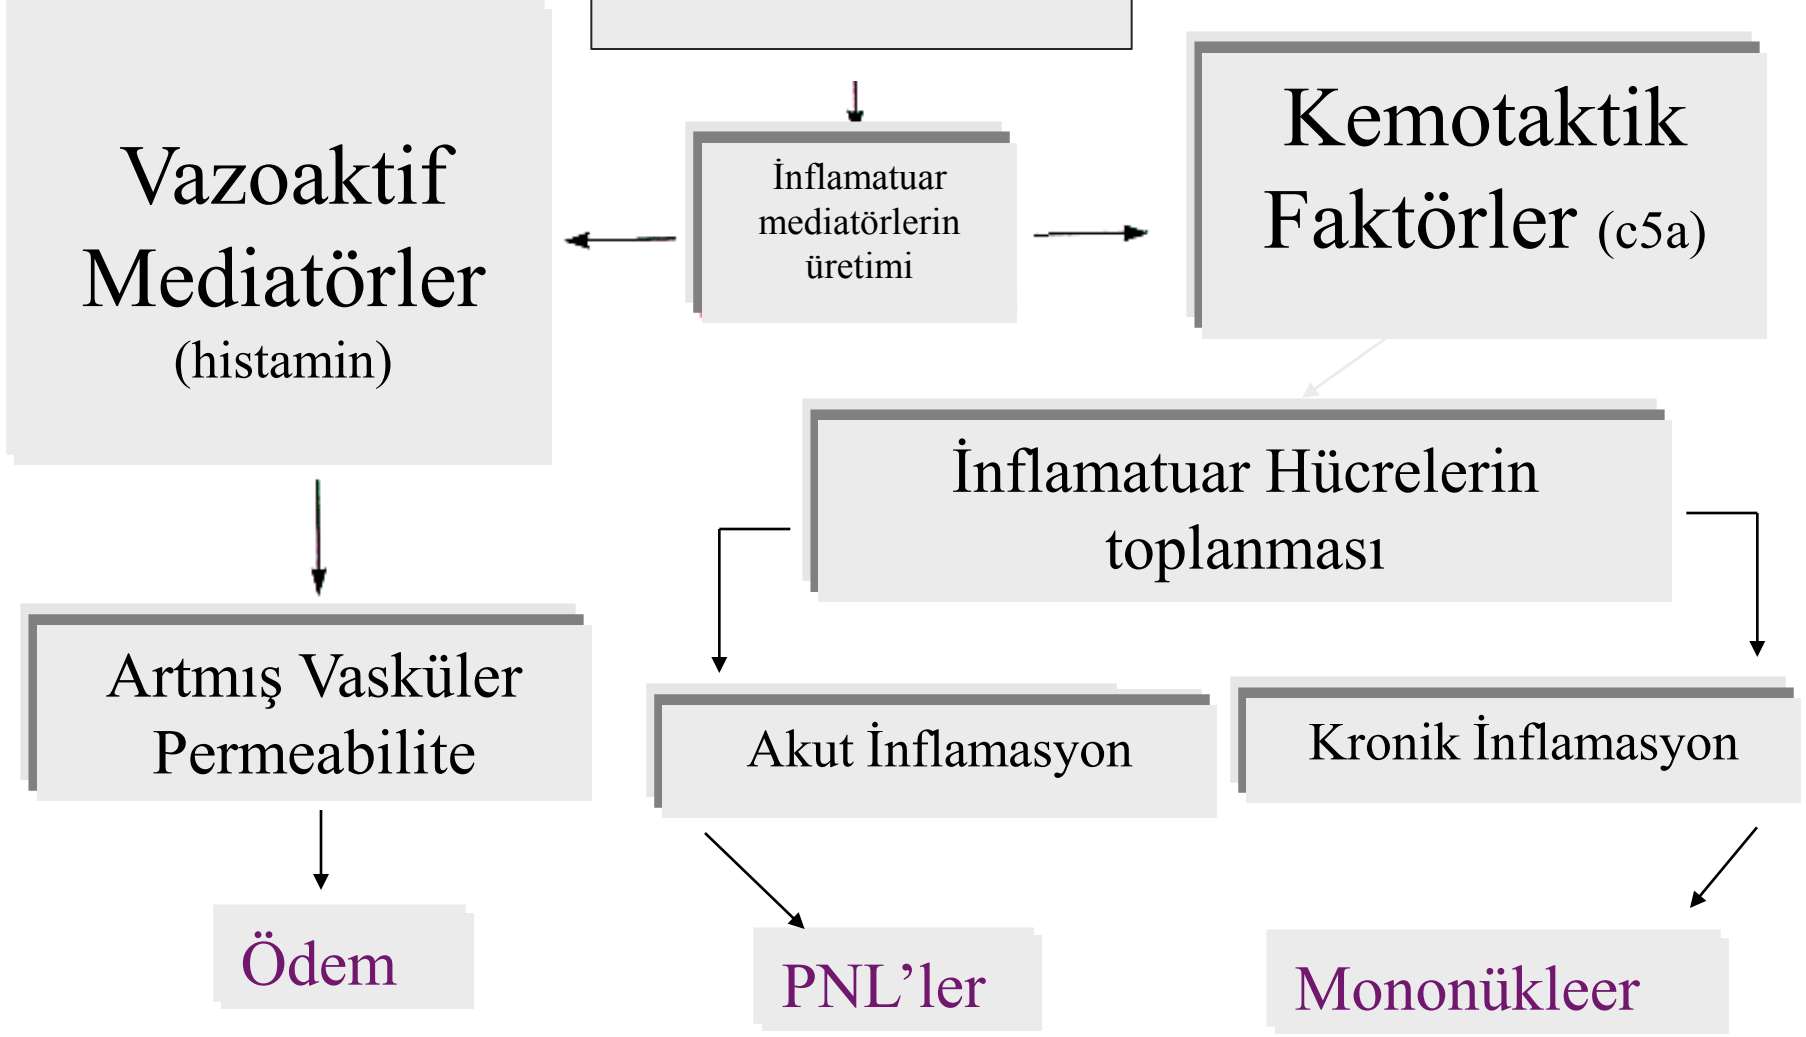 Vazoaktif
Mediatörler
(histamin)
İnflamatuar
mediatörlerin
üretimi
Kemotaktik
Faktörler (c5a)
İnflamatuar Hücrelerin
toplanması
Artmış Vasküler
Permeabilite
Akut İnflamasyon
Kronik İnflamasyon
Ödem
PNL’ler
Mononükleer